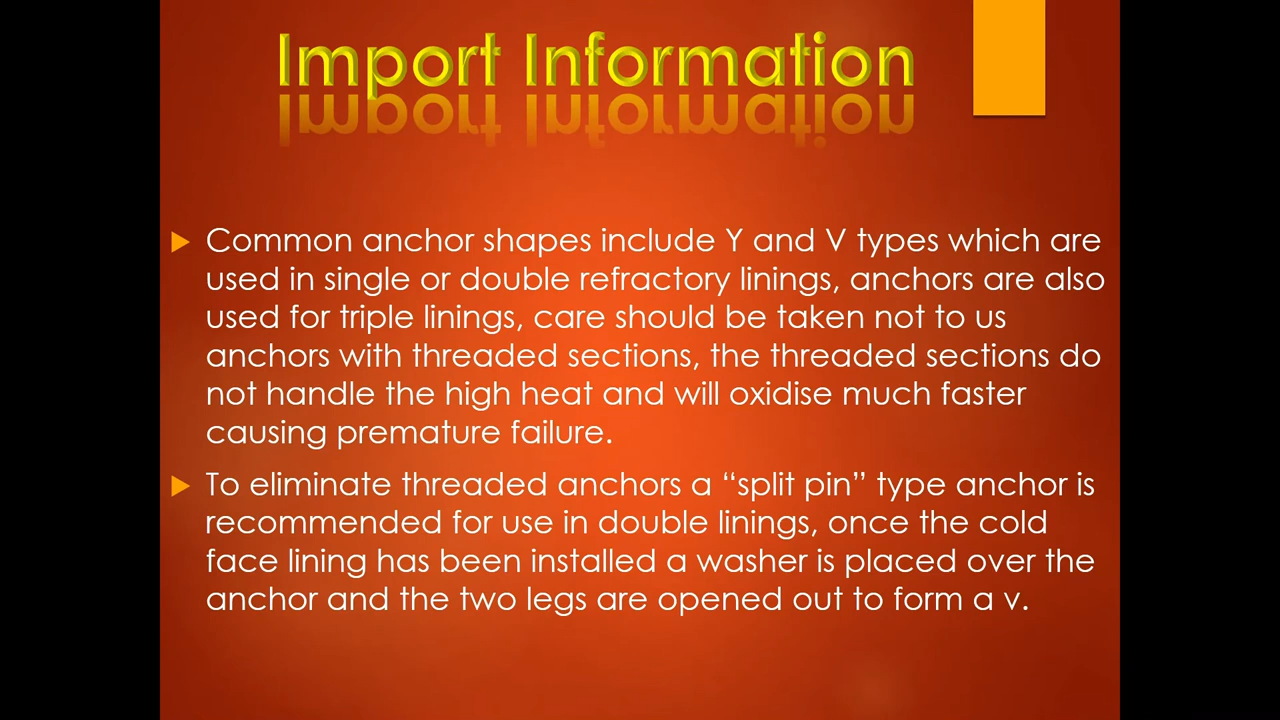 Import Information
Common anchor shapes include Y and V types which are
used in single or double refractory linings, anchors are also
used for triple linings, care should be taken not to us
anchors with threaded sections, the threaded sections do
not handle the high heat and will oxidise much faster
causing premature failure.
To eliminate threaded anchors a “split pin” type anchor is
recommended for use in double linings, once the cold
face lining has been installed a washer is placed over the
anchor and the two legs are opened out to form a v.